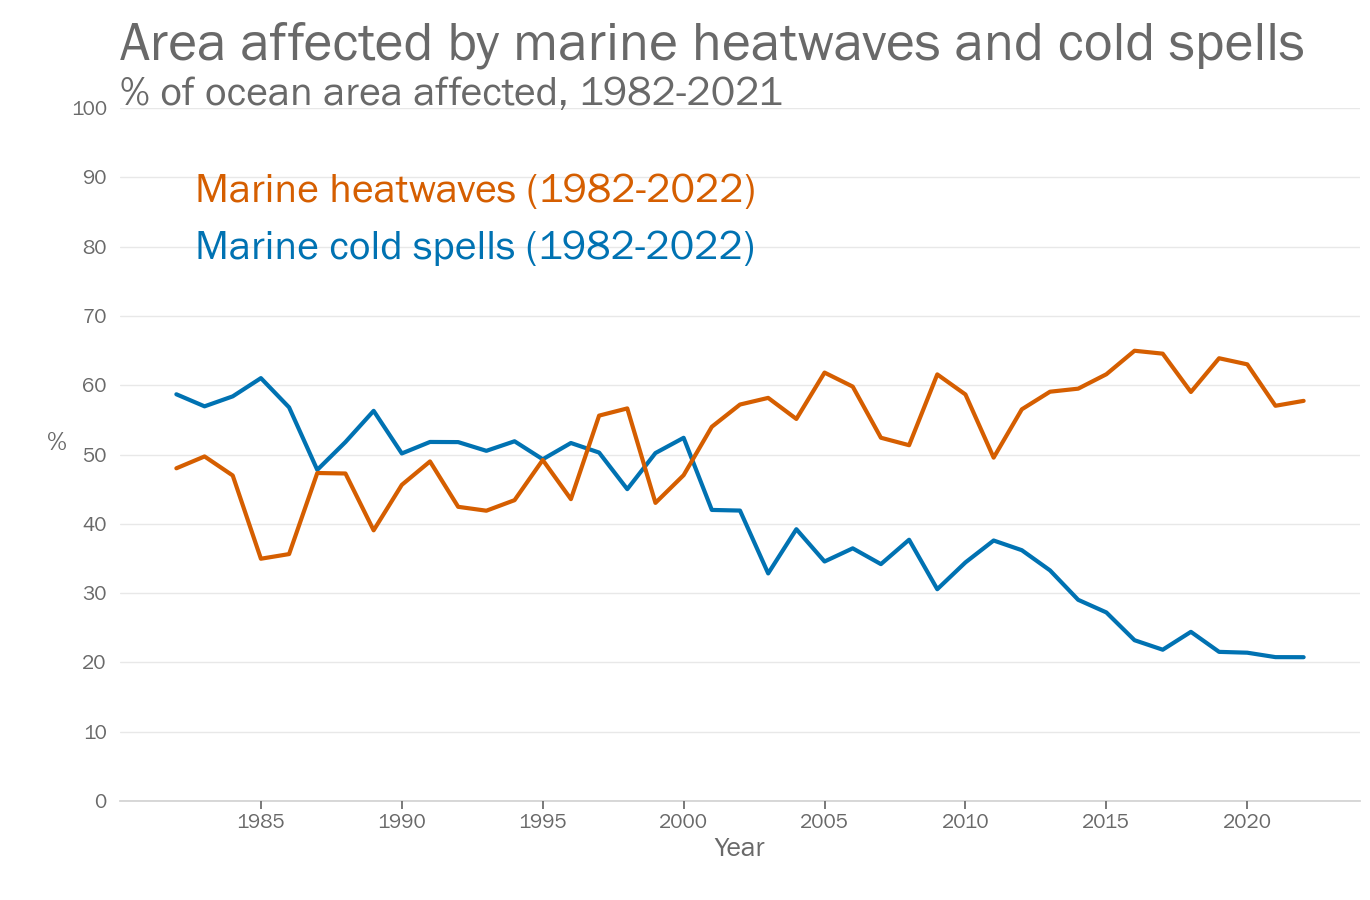 Area affected by marine heatwaves and cold spells
% of ocean area affected, 1982-2021
100
90
Marine heatwaves (1982-2022)
80
Marine cold spells (1982-2022)
70
60
%
50
40
30
20
10
0
1985 1990 1995 2000 2005 2010 2015 2020
Year